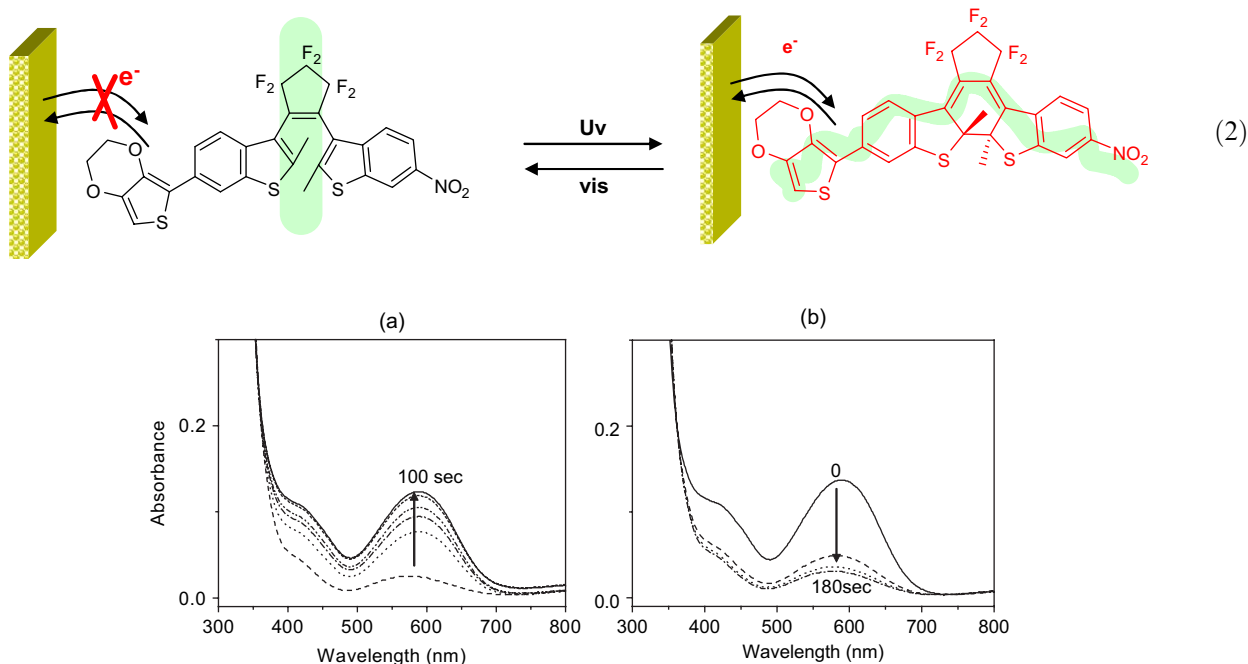 e⁻
F₂
F₂
F₂
O
O
S
S
S
NO₂
Uv
vis
e⁻
F₂
F₂
F₂
O
O
S
S
S
NO₂
(2)
(a)
Absorbance
0.2
0.0
100 sec
300 400 500 600 700 800
Wavelength (nm)
(b)
0.2
0.0
0
180sec
300 400 500 600 700 800
Wavelength (nm)